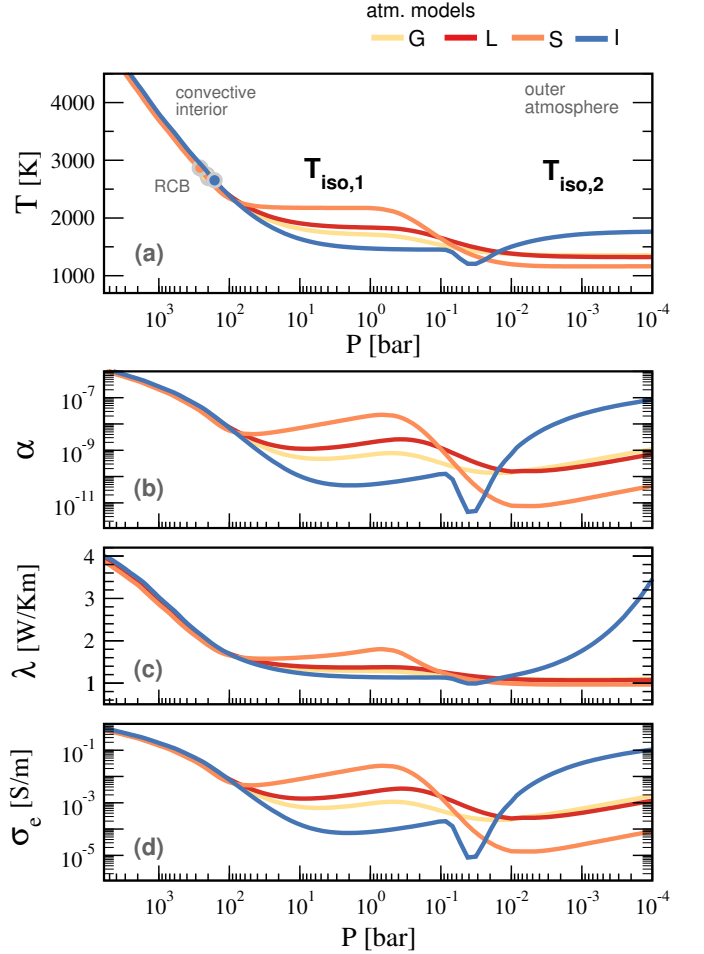 atm. models
G L S I
convective interior
outer atmosphere
RCB
T_iso,1
T_iso,2
(a)
T [K]
4000
3000
2000
1000
10^3 10^2 10^1 10^0 10^-1 10^-2 10^-3 10^-4
P [bar]
α
10^-7
10^-9
10^-11
(b)
λ [W/Km]
4
3
2
1
(c)
σ_e [S/m]
10^-1
10^-3
10^-5
(d)
10^3 10^2 10^1 10^0 10^-1 10^-2 10^-3 10^-4
P [bar]